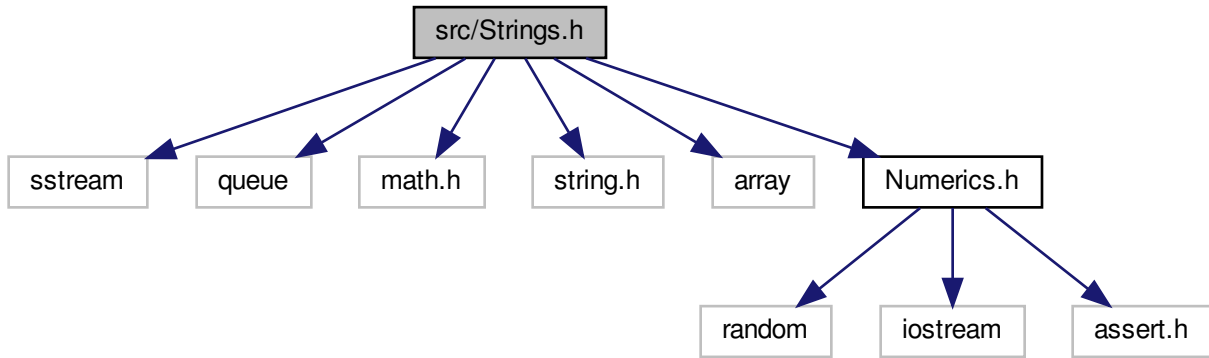 src/Strings.h
sstream
queue
math.h
string.h
array
Numerics.h
random
iostream
assert.h